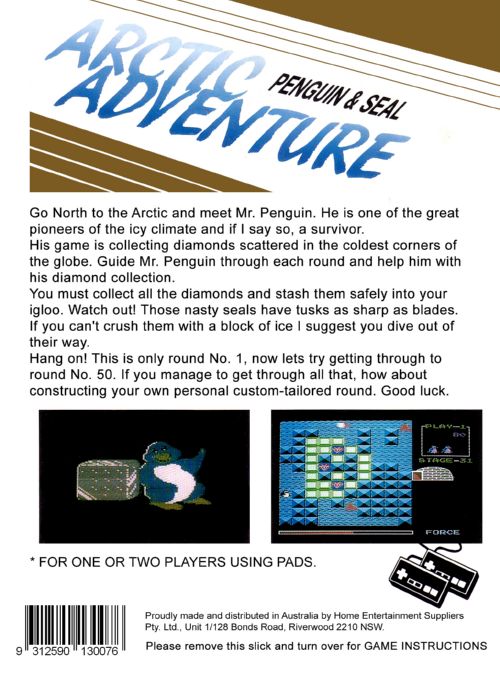 ARCTIC
ADVENTURE
PENGUIN & SEAL
Go North to the Arctic and meet Mr. Penguin. He is one of the great
pioneers of the icy climate and if I say so, a survivor.
His game is collecting diamonds scattered in the coldest corners of
the globe. Guide Mr. Penguin through each round and help him with
his diamond collection.
You must collect all the diamonds and stash them safely into your
igloo. Watch out! Those nasty seals have tusks as sharp as blades.
If you can't crush them with a block of ice I suggest you dive out of
their way.
Hang on! This is only round No. 1, now lets try getting through to
round No. 50. If you manage to get through all that, how about
constructing your own personal custom-tailored round. Good luck.
PLAY-1
80
STAGE-31
FORCE
* FOR ONE OR TWO PLAYERS USING PADS.
Proudly made and distributed in Australia by Home Entertainment Suppliers
Pty. Ltd., Unit 1/128 Bonds Road, Riverwood 2210 NSW.
Please remove this slick and turn over for GAME INSTRUCTIONS
9 312590 130076